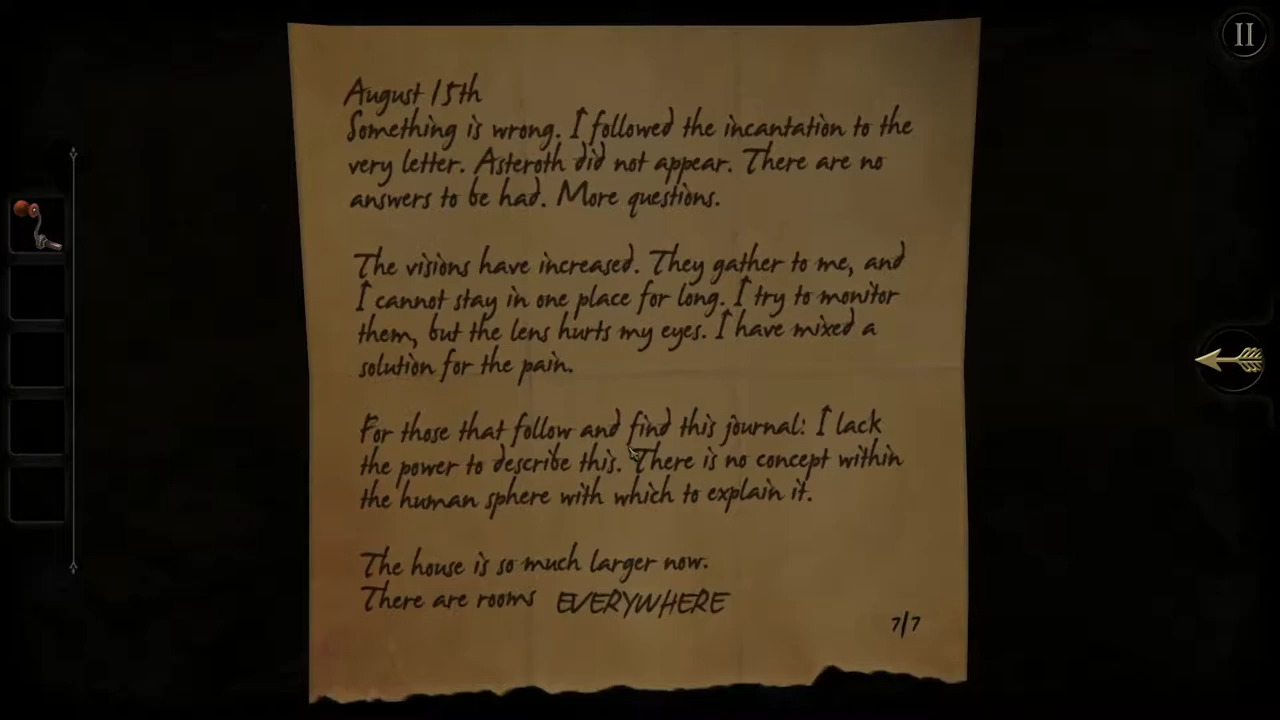 August 15th
Something is wrong. I followed the incantation to the
very letter. Asteroth did not appear. There are no
answers to be had. More questions.
The visions have increased. They gather to me, and
I cannot stay in one place for long. I try to monitor
them, but the lens hurts my eyes. I have mixed a
solution for the pain.
For those that follow and find this journal: I lack
the power to describe this. There is no concept within
the human sphere with which to explain it.
The house is so much larger now.
There are rooms EVERYWHERE
7/7